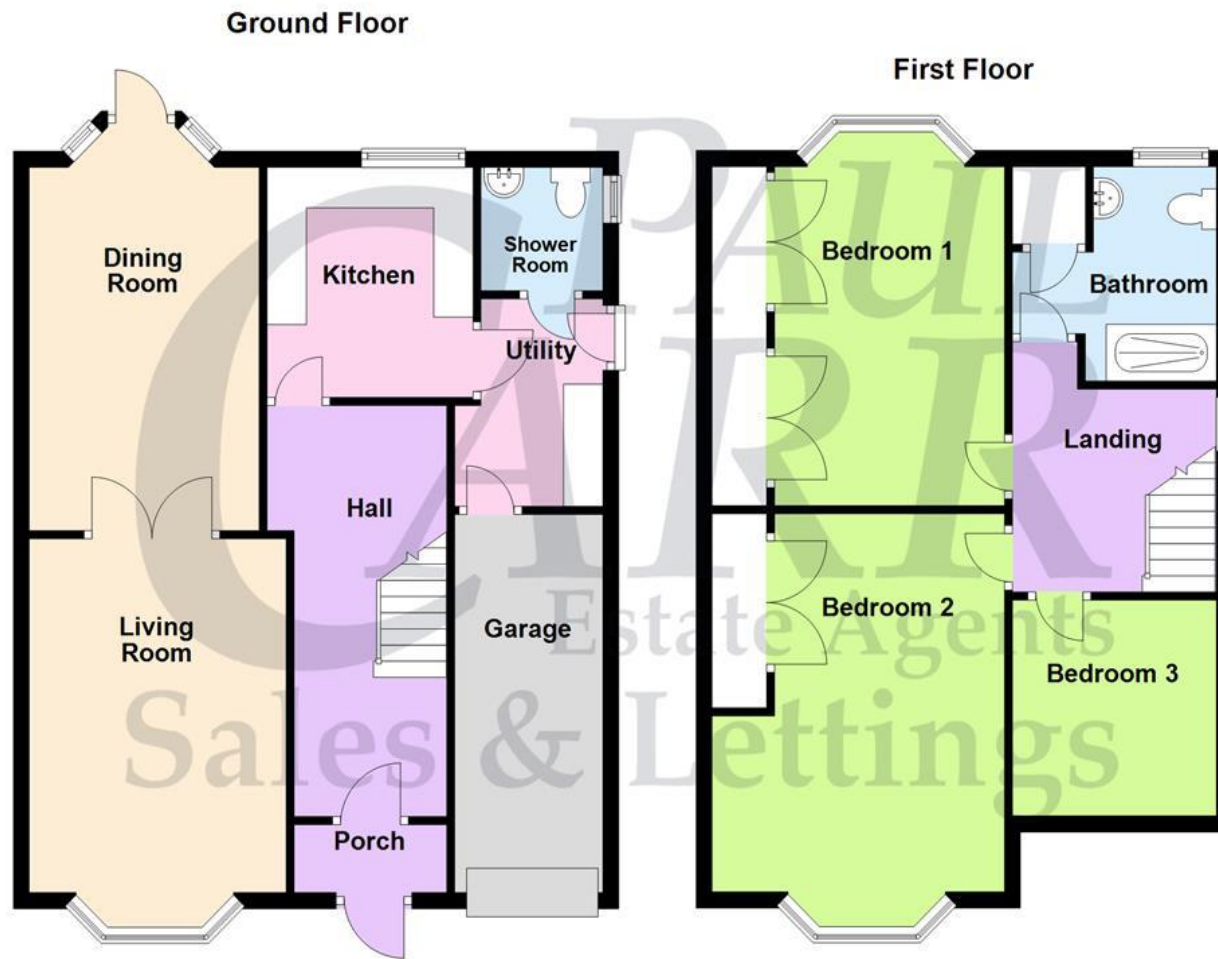 Ground Floor
First Floor
Dining
Room
Kitchen
Shower
Room
Utility
Hall
Living
Room
Garage
Porch
Bedroom 1
Bathroom
Landing
Bedroom 2
Bedroom 3
PAUL
CARR
Estate Agents
Sales & Lettings